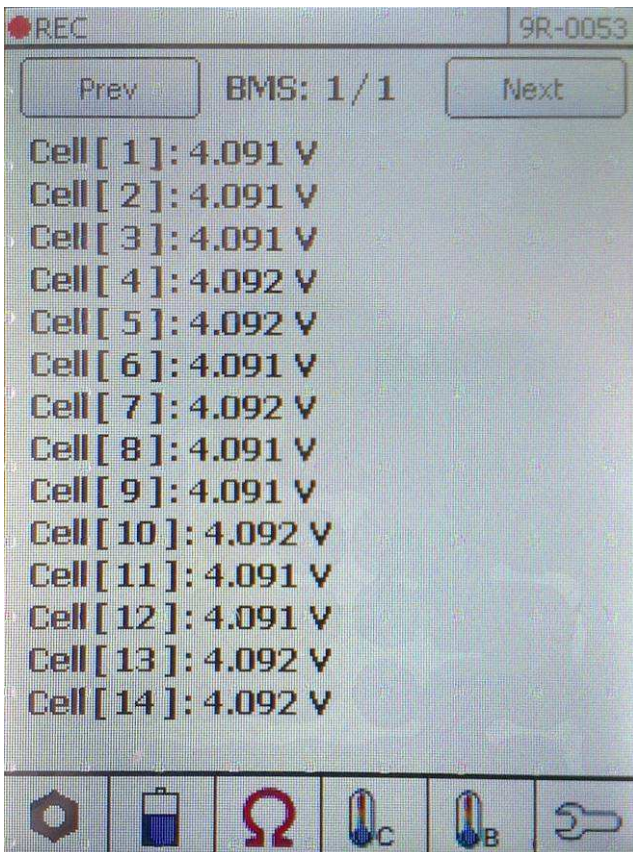 REC 9R-0053
Prev BMS: 1/1 Next
Cell[ 1 ]: 4.091 V
Cell[ 2 ]: 4.091 V
Cell[ 3 ]: 4.091 V
Cell[ 4 ]: 4.092 V
Cell[ 5 ]: 4.092 V
Cell[ 6 ]: 4.091 V
Cell[ 7 ]: 4.092 V
Cell[ 8 ]: 4.091 V
Cell[ 9 ]: 4.091 V
Cell[ 10 ]: 4.092 V
Cell[ 11 ]: 4.091 V
Cell[ 12 ]: 4.091 V
Cell[ 13 ]: 4.092 V
Cell[ 14 ]: 4.092 V
Ω C B